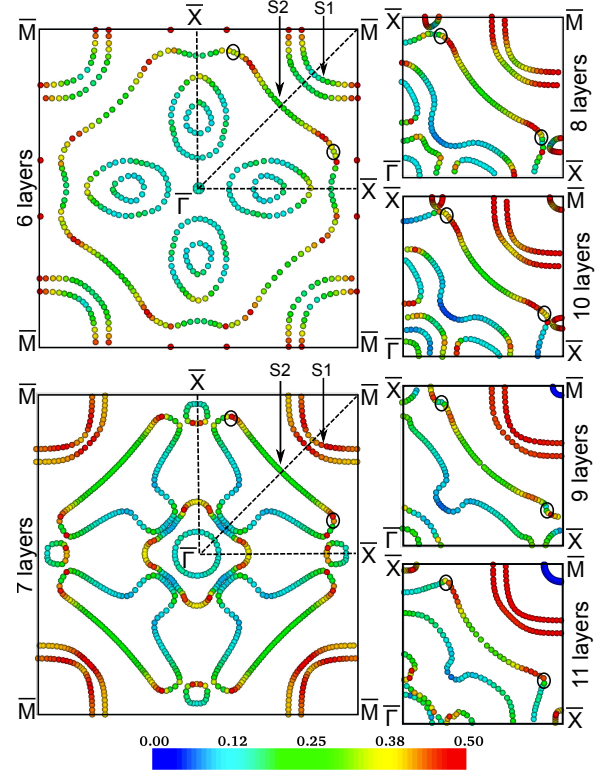 M̅ X̅ S2 S1 M̅
6 layers
Γ̅ X̅
M̅ M̅
X̅ M̅
8 layers
Γ̅ X̅
X̅ M̅
10 layers
Γ̅ X̅
M̅ X̅ S2 S1 M̅
7 layers
Γ̅ X̅
M̅ M̅
X̅ M̅
9 layers
Γ̅
X̅ M̅
11 layers
Γ̅ X̅
0.00 0.12 0.25 0.38 0.50